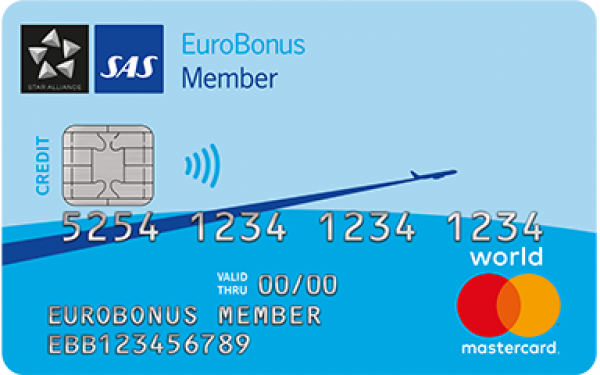 STAR ALLIANCE
SAS
EuroBonus
Member
CREDIT
5254 1234 1234 1234
VALID
THRU 00/00
world
EUROBONUS MEMBER
EBB123456789
mastercard.